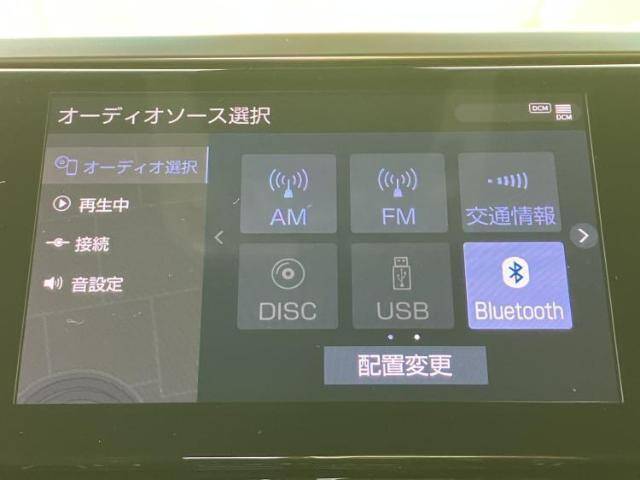 オーディオソース選択
DCM
DCM
オーディオ選択
再生中
接続
音設定
AM
FM
交通情報
DISC
USB
Bluetooth
配置変更